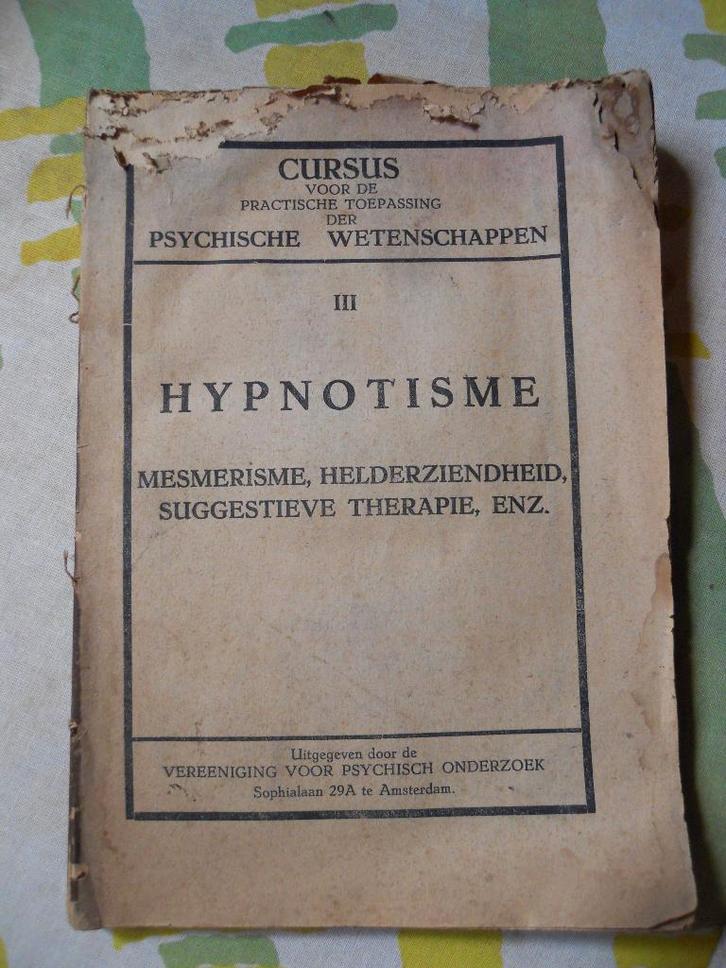 CURSUS
VOOR DE
PRACTISCHE TOEPASSING
DER
PSYCHISCHE WETENSCHAPPEN
III
HYPNOTISME
MESMERISME, HELDERZIENDHEID,
SUGGESTIEVE THERAPIE, ENZ.
Uitgegeven door de
VEREENIGING VOOR PSYCHISCH ONDERZOEK
Sophialaan 29A te Amsterdam.